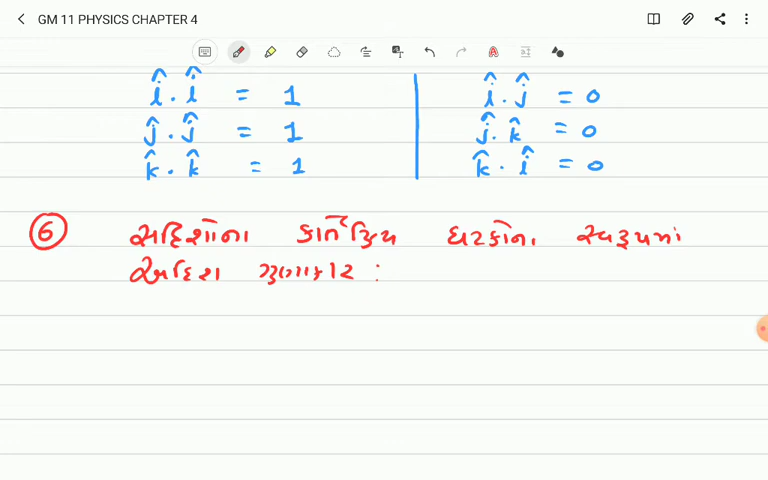 GM 11 PHYSICS CHAPTER 4
î . î = 1 î . ĵ = 0
ĵ . ĵ = 1 ĵ . k̂ = 0
k̂ . k̂ = 1 k̂ . î = 0
6 સદિશોના કાર્તેઝિય ઘટકોના સ્વરૂપમાં
અદિશ ગુણાકાર :